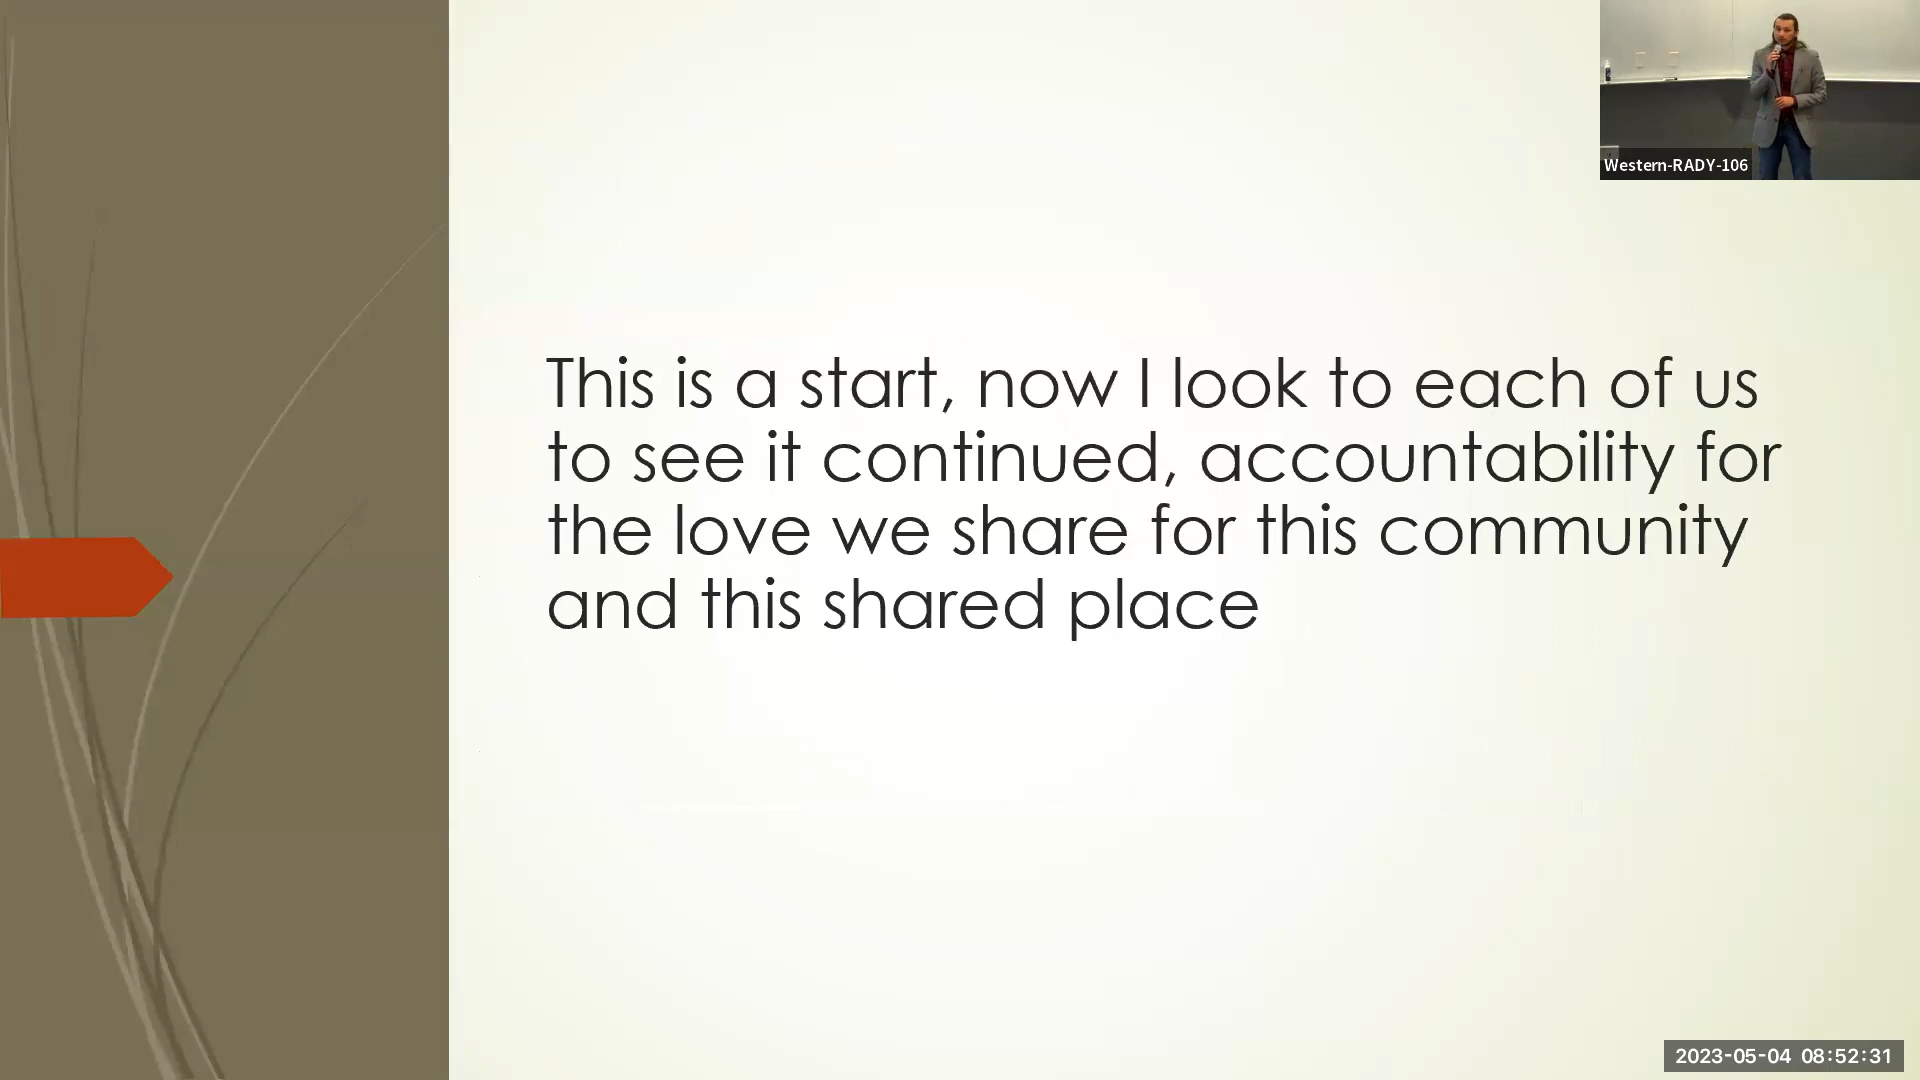 Western-RADY-106
This is a start, now I look to each of us
to see it continued, accountability for
the love we share for this community
and this shared place
2023-05-04 08:52:31